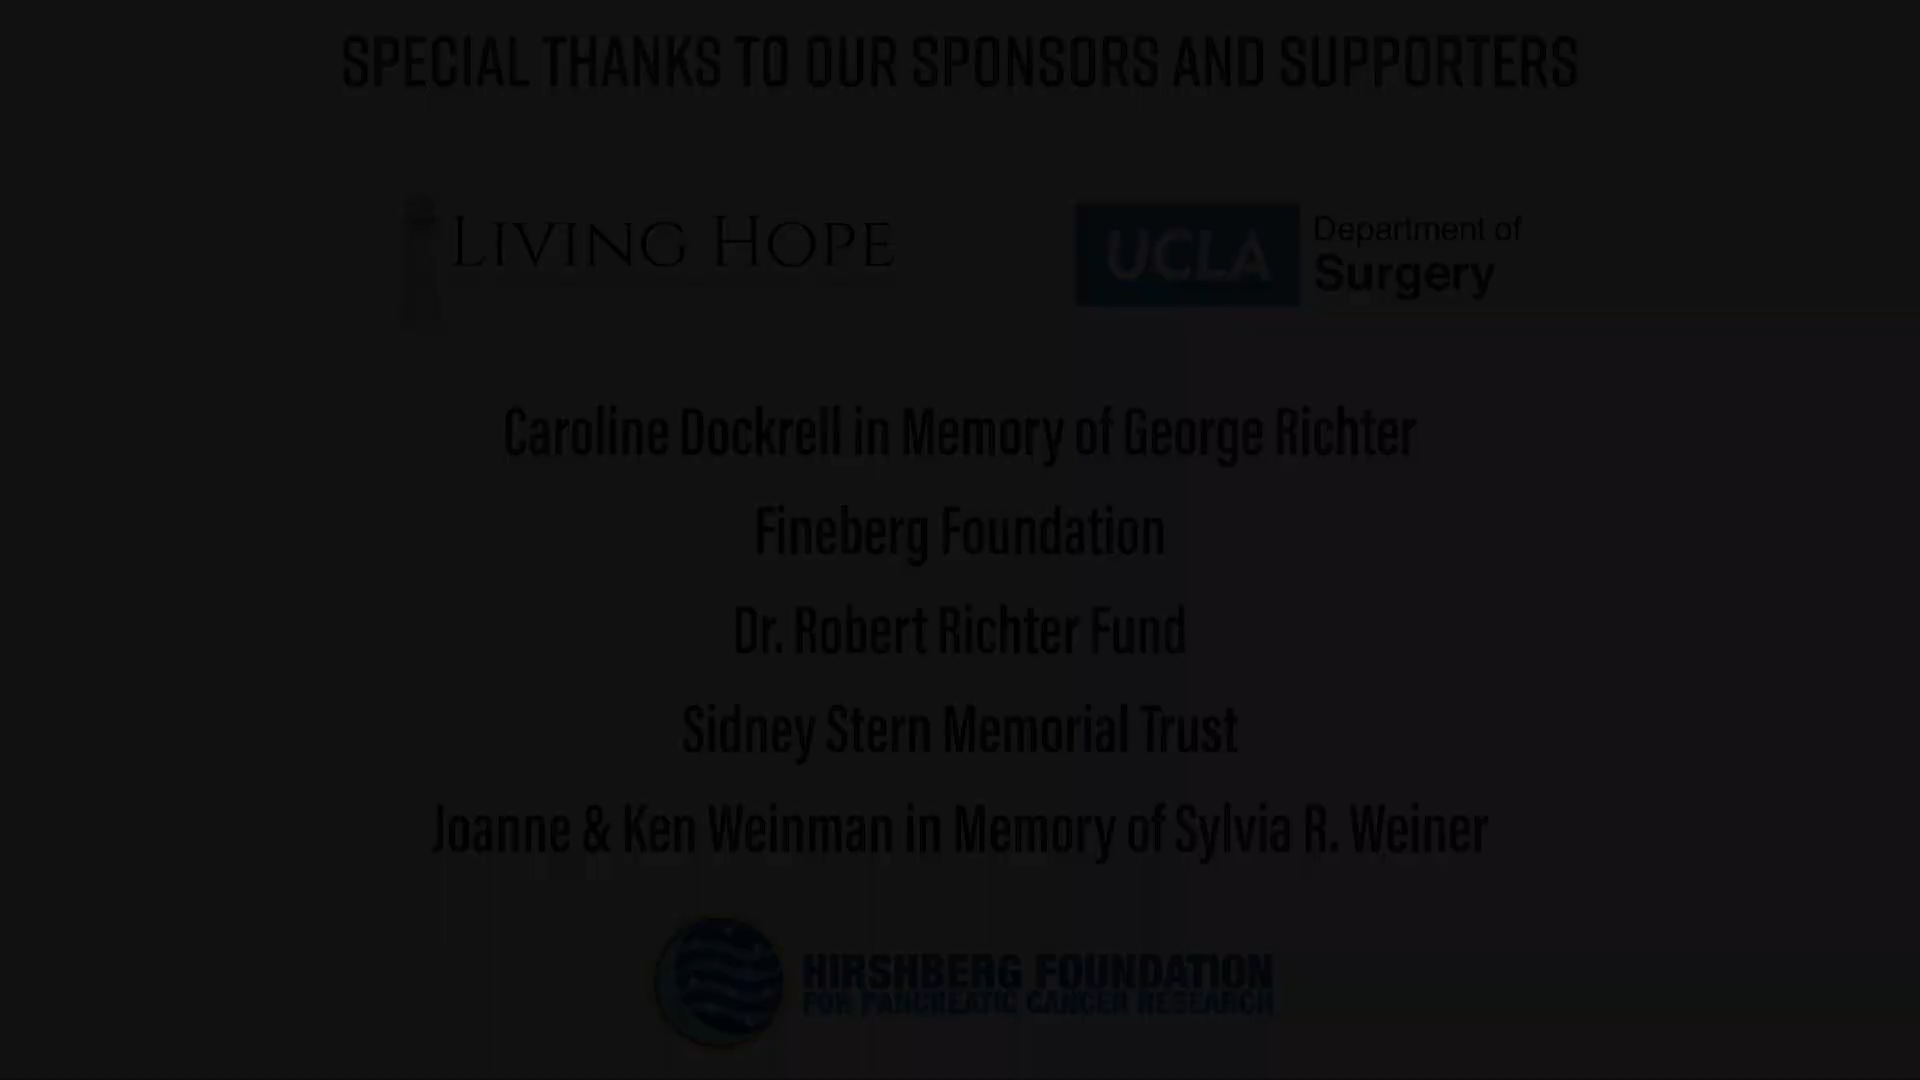 SPECIAL THANKS TO OUR SPONSORS AND SUPPORTERS
LIVING HOPE
UCLA Department of
Surgery
Caroline Dockrell in Memory of George Richter
Fineberg Foundation
Dr. Robert Richter Fund
Sidney Stern Memorial Trust
Joanne & Ken Weinman in Memory of Sylvia R. Weiner
HIRSHBERG FOUNDATION
FOR PANCREATIC CANCER RESEARCH